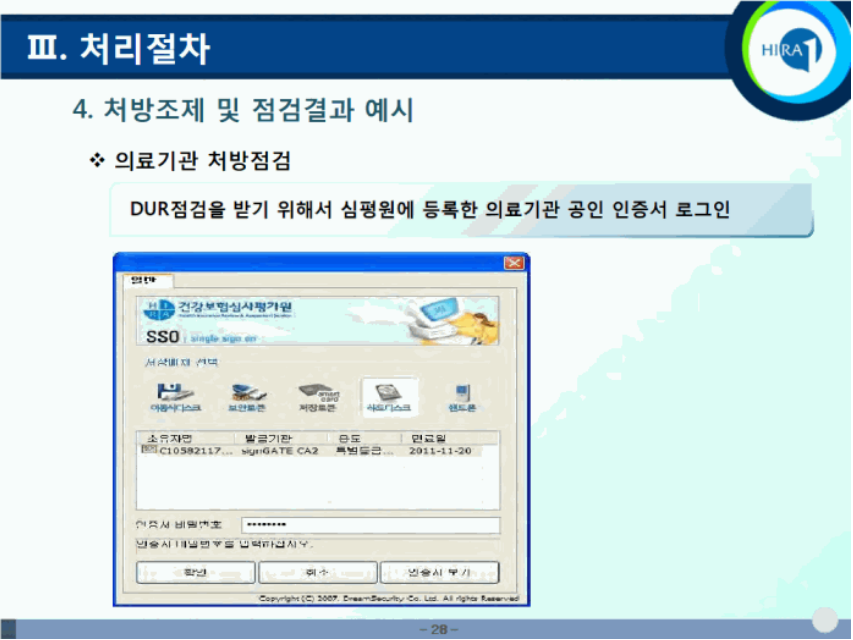 Ⅲ. 처리절차
HIRA
4. 처방조제 및 점검결과 예시
❖ 의료기관 처방점검
DUR점검을 받기 위해서 심평원에 등록한 의료기관 공인 인증서 로그인
일반
HIRA 건강보험심사평가원
SSO single sign on
저장매체 선택
이동식디스크 보안토큰 저장토큰 하드디스크 핸드폰
소유자명 발급기관 용도 만료일
C10582117... signGATE CA2 특별등급... 2011-11-20
인증서 비밀번호 ********
인증서 비밀번호를 입력하십시오.
확인 취소 인증서 보기
Copyright (C) 2007. DreamSecurity Co. Ltd. All rights Reserved
- 28 -